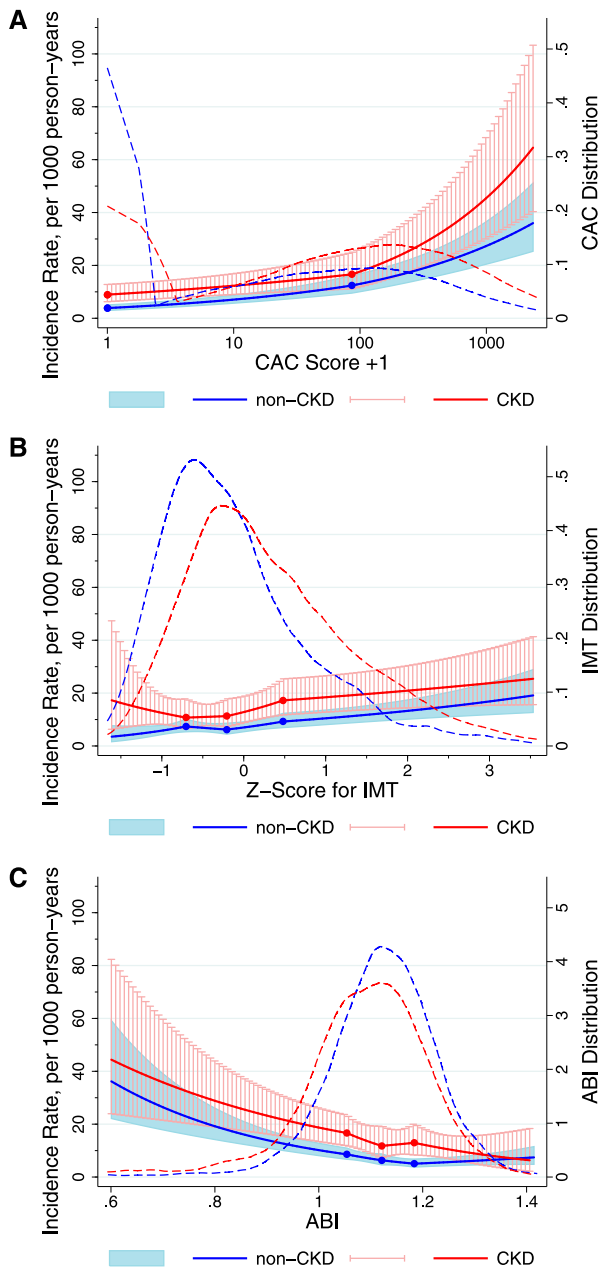 A
Incidence Rate, per 1000 person−years
0 20 40 60 80 100
CAC Distribution
0 .1 .2 .3 .4 .5
1 10 100 1000
CAC Score +1
non−CKD CKD
B
Incidence Rate, per 1000 person−years
0 20 40 60 80 100
IMT Distribution
0 .1 .2 .3 .4 .5
−1 0 1 2 3
Z−Score for IMT
non−CKD CKD
C
Incidence Rate, per 1000 person−years
0 20 40 60 80 100
ABI Distribution
0 1 2 3 4 5
.6 .8 1 1.2 1.4
ABI
non−CKD CKD